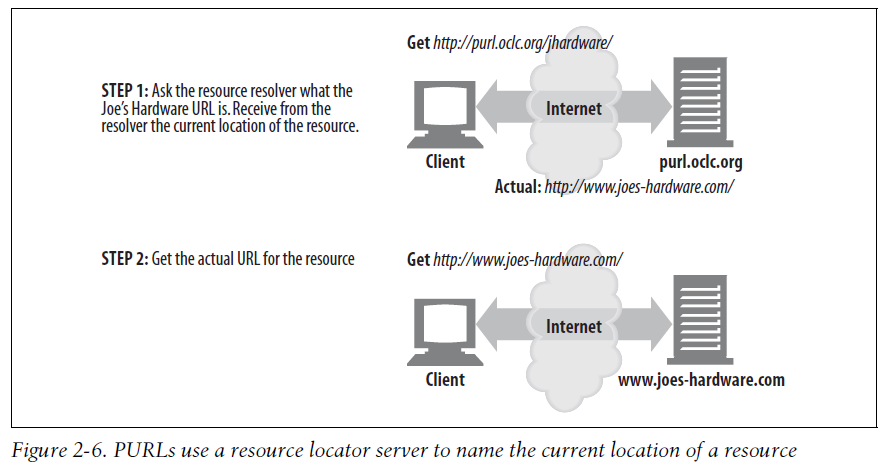 Get http://purl.oclc.org/jhardware/
STEP 1: Ask the resource resolver what the
Joe's Hardware URL is. Receive from the
resolver the current location of the resource.
Internet
Client
purl.oclc.org
Actual: http://www.joes-hardware.com/
STEP 2: Get the actual URL for the resource
Get http://www.joes-hardware.com/
Internet
Client
www.joes-hardware.com
Figure 2-6. PURLs use a resource locator server to name the current location of a resource